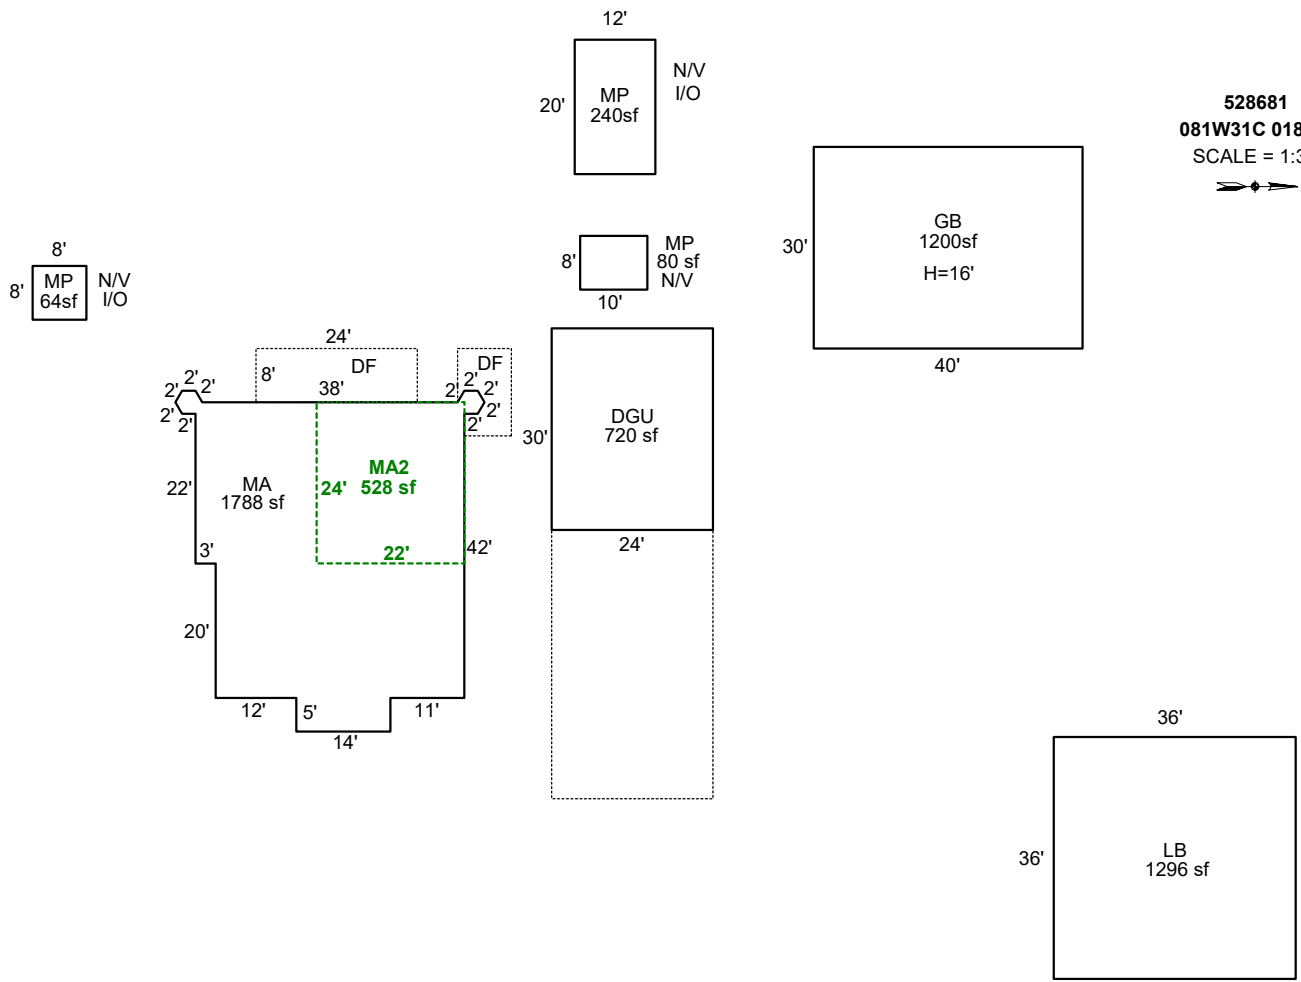 12'
20'
MP
240sf
N/V
I/O
528681
081W31C 018
SCALE = 1:3
30'
GB
1200sf
H=16'
40'
8'
8'
MP
64sf
N/V
I/O
8'
MP
80 sf
N/V
10'
24'
8'
DF
38'
DF
2'
2'
2'
2'
2'
2'
2'
2'
2'
2'
22'
MA
1788 sf
24'
MA2
528 sf
22'
42'
3'
20'
12'
5'
14'
11'
30'
DGU
720 sf
24'
36'
36'
LB
1296 sf